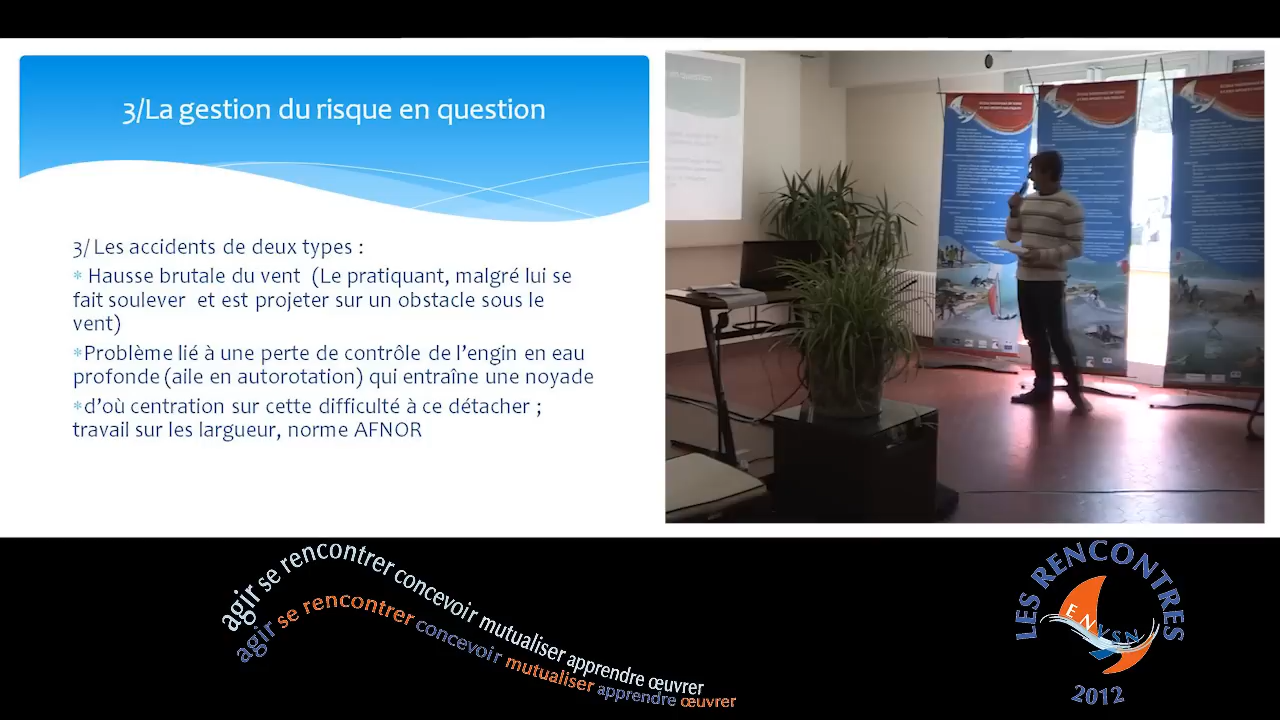 3/La gestion du risque en question
3/ Les accidents de deux types :
* Hausse brutale du vent (Le pratiquant, malgré lui se
fait soulever et est projeter sur un obstacle sous le
vent)
*Problème lié à une perte de contrôle de l'engin en eau
profonde (aile en autorotation) qui entraîne une noyade
*d'où centration sur cette difficulté à ce détacher ;
travail sur les largueur, norme AFNOR
agir se rencontrer concevoir mutualiser apprendre œuvrer
agir se rencontrer concevoir mutualiser apprendre œuvrer
LES RENCONTRES
ENVSN
2012